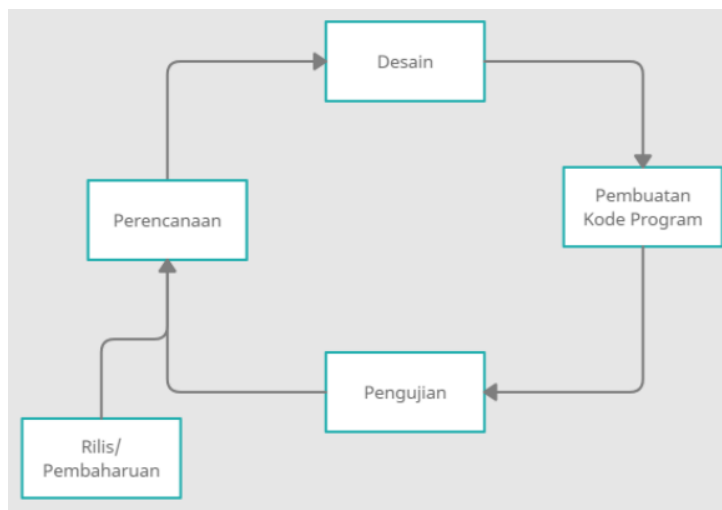 Desain
Perencanaan
Pembuatan
Kode Program
Pengujian
Rilis/
Pembaharuan